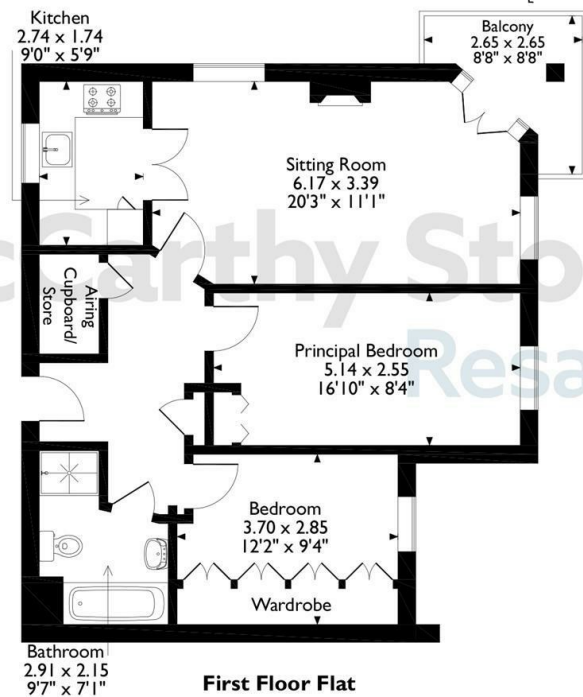 Kitchen
2.74 x 1.74
9'0" x 5'9"
Balcony
2.65 x 2.65
8'8" x 8'8"
Sitting Room
6.17 x 3.39
20'3" x 11'1"
cCarthy Sto
Resa
Airing
Cupboard/
Store
Principal Bedroom
5.14 x 2.55
16'10" x 8'4"
Bedroom
3.70 x 2.85
12'2" x 9'4"
Wardrobe
Bathroom
2.91 x 2.15
9'7" x 7'1"
First Floor Flat